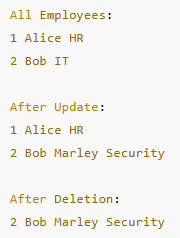 All Employees:
1 Alice HR
2 Bob IT

After Update:
1 Alice HR
2 Bob Marley Security

After Deletion:
2 Bob Marley Security